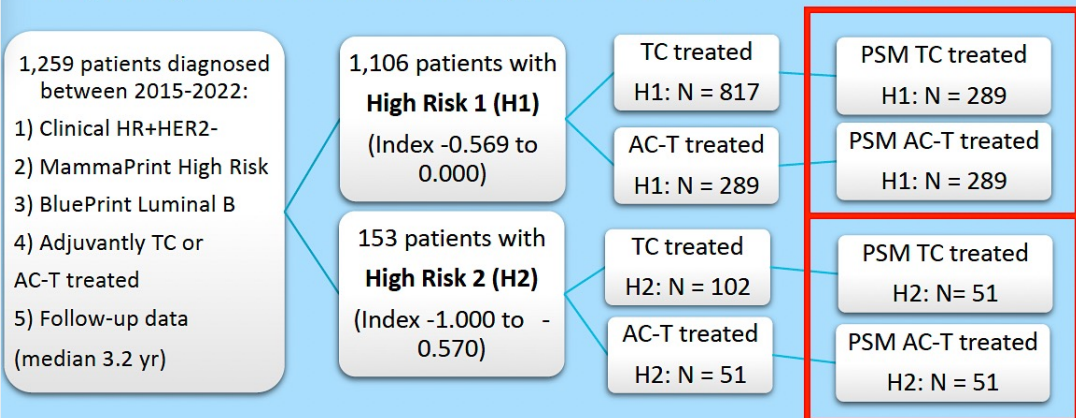 1,259 patients diagnosed
between 2015-2022:
1) Clinical HR+HER2-
2) MammaPrint High Risk
3) BluePrint Luminal B
4) Adjuvantly TC or
AC-T treated
5) Follow-up data
(median 3.2 yr)
1,106 patients with
High Risk 1 (H1)
(Index -0.569 to
0.000)
153 patients with
High Risk 2 (H2)
(Index -1.000 to -
0.570)
TC treated
H1: N = 817
AC-T treated
H1: N = 289
TC treated
H2: N = 102
AC-T treated
H2: N = 51
PSM TC treated
H1: N = 289
PSM AC-T treated
H1: N = 289
PSM TC treated
H2: N= 51
PSM AC-T treated
H2: N = 51